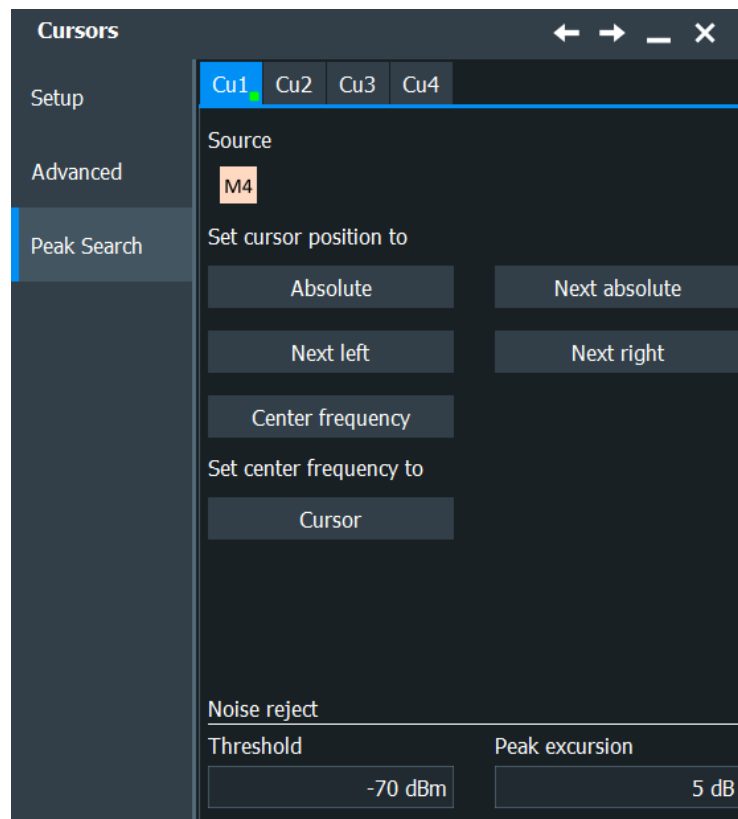 Cursors
Setup
Advanced
Peak Search
Cu1 Cu2 Cu3 Cu4
Source
M4
Set cursor position to
Absolute Next absolute
Next left Next right
Center frequency
Set center frequency to
Cursor
Noise reject
Threshold Peak excursion
-70 dBm 5 dB